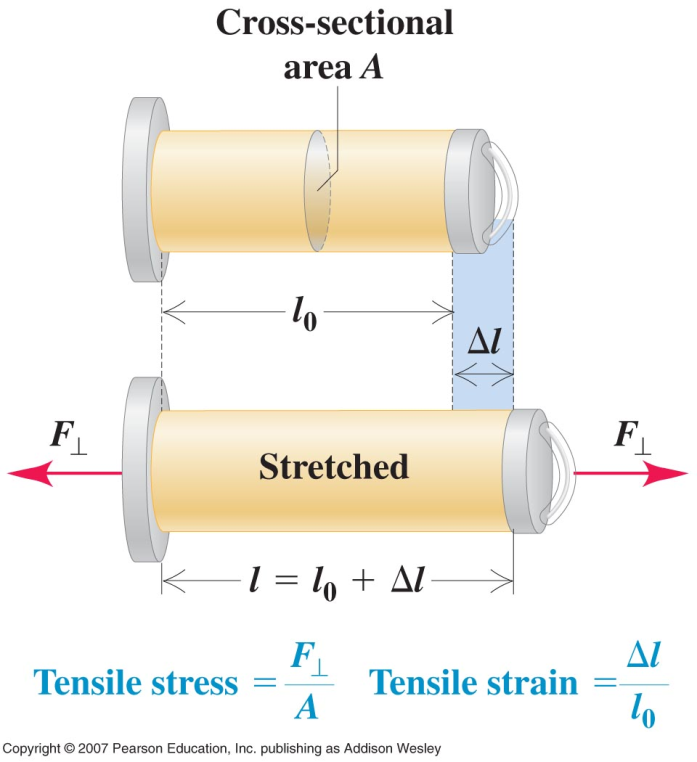 Cross-sectional
area A
l₀
Δl
F⊥
F⊥
Stretched
l = l₀ + Δl
Tensile stress = F⊥/A Tensile strain = Δl/l₀
Copyright © 2007 Pearson Education, Inc. publishing as Addison Wesley